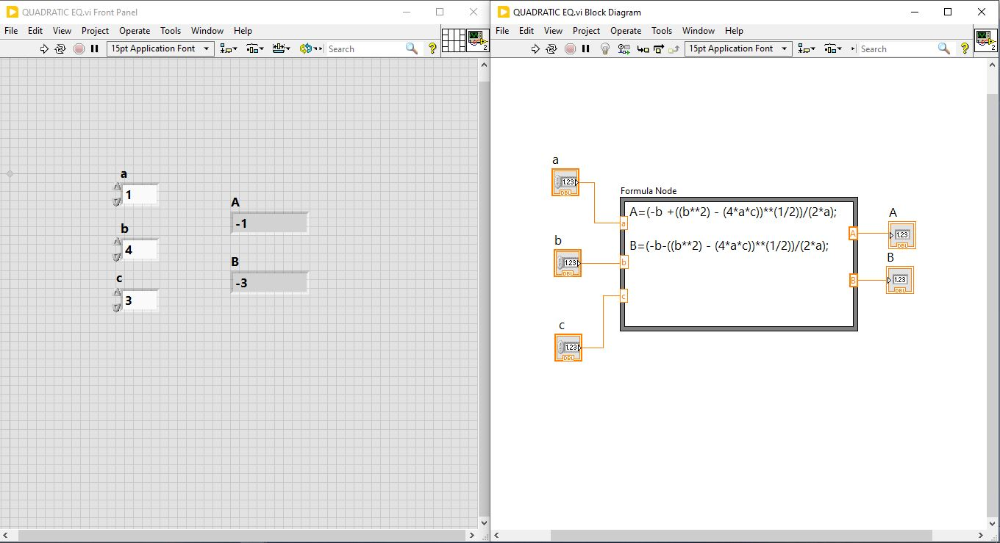 QUADRATIC EQ.vi Front Panel
File Edit View Project Operate Tools Window Help
15pt Application Font
Search
?
2
a
1
b
4
c
3
A
-1
B
-3
QUADRATIC EQ.vi Block Diagram
File Edit View Project Operate Tools Window Help
15pt Application Font
Search
?
2
a
1.23
DBL
b
1.23
DBL
c
1.23
DBL
Formula Node
A=(-b +((b**2) - (4*a*c))**(1/2))/(2*a);
B=(-b-((b**2) - (4*a*c))**(1/2))/(2*a);
a
b
c
A
B
A
1.23
DBL
B
1.23
DBL